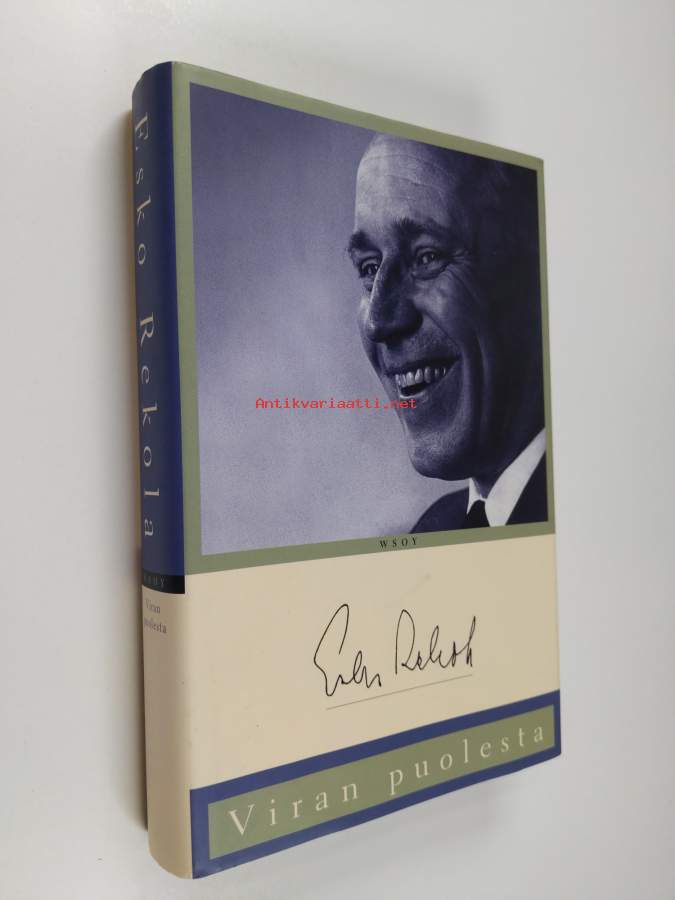 Esko Rekola
WSOY
Viran
puolesta
Antikvariaatti.net
WSOY
Esko Rekola
Viran puolesta